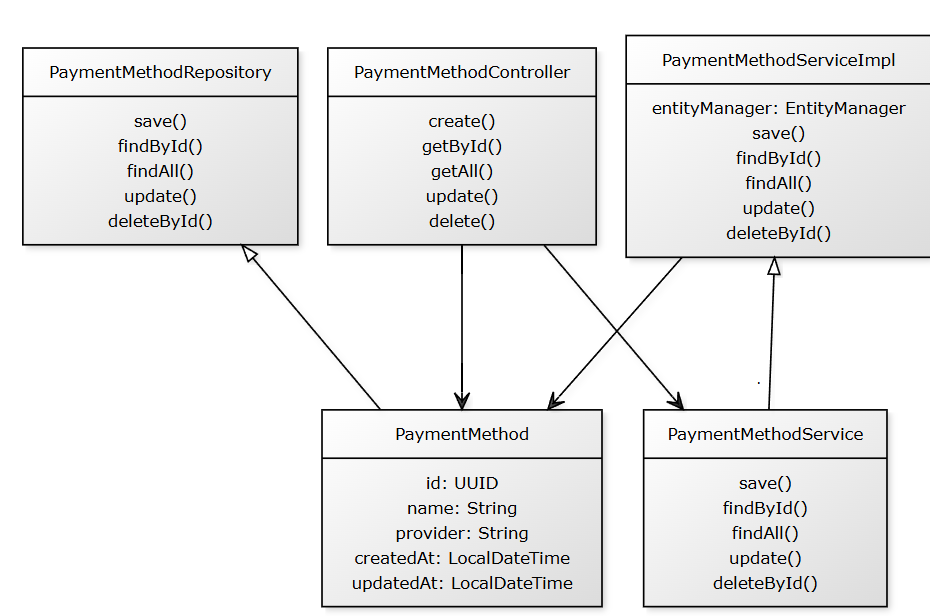 PaymentMethodRepository
save()
findById()
findAll()
update()
deleteById()
PaymentMethodController
create()
getById()
getAll()
update()
delete()
PaymentMethodServiceImpl
entityManager: EntityManager
save()
findById()
findAll()
update()
deleteById()
PaymentMethod
id: UUID
name: String
provider: String
createdAt: LocalDateTime
updatedAt: LocalDateTime
PaymentMethodService
save()
findById()
findAll()
update()
deleteById()